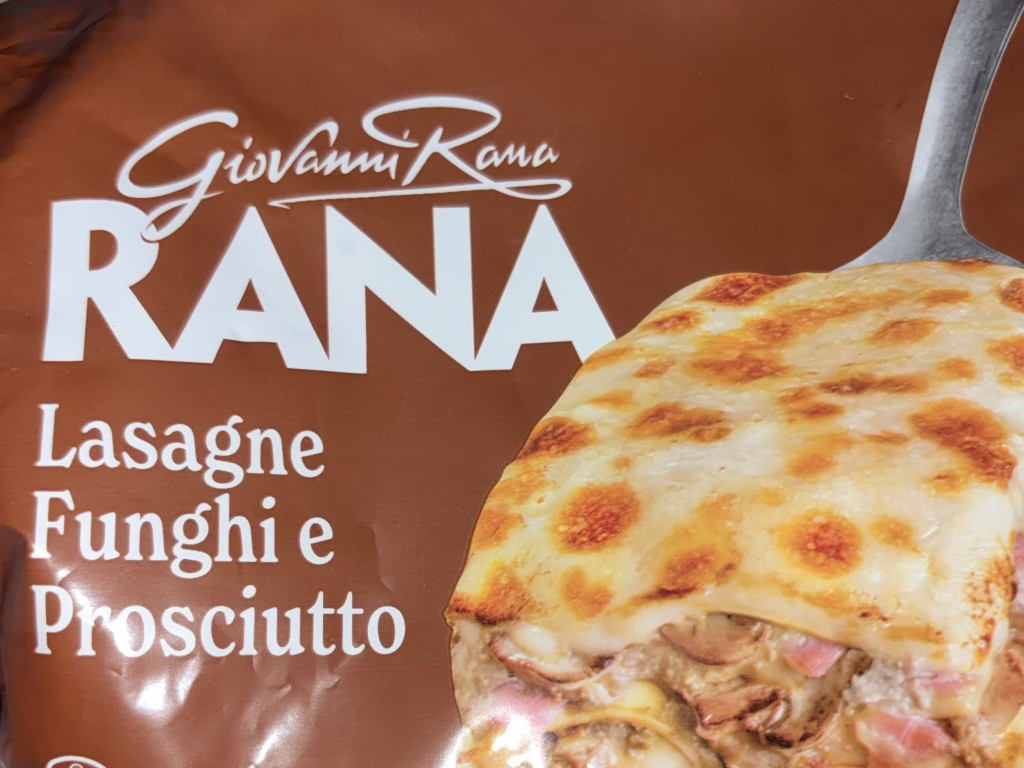 Giovanni Rana
RANA
Lasagne
Funghi e
Prosciutto